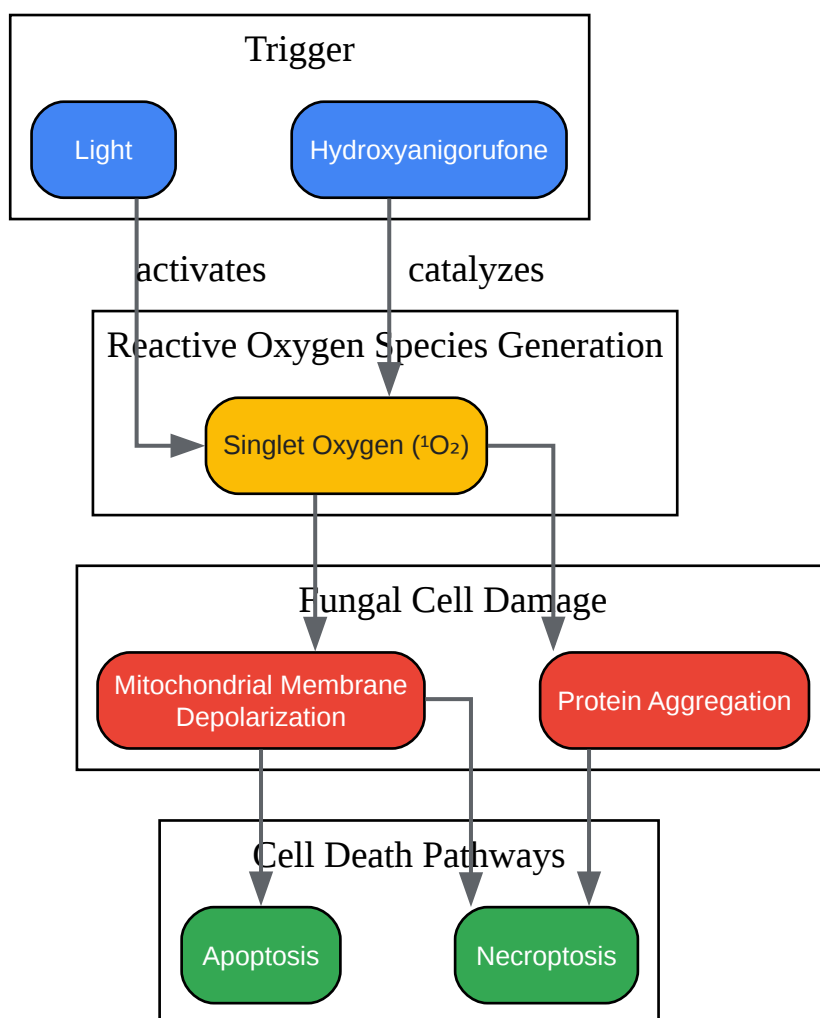 Trigger
Light
Hydroxyanigorufone
activates
catalyzes
Reactive Oxygen Species Generation
Singlet Oxygen (¹O₂)
Fungal Cell Damage
Mitochondrial Membrane
Depolarization
Protein Aggregation
Cell Death Pathways
Apoptosis
Necroptosis